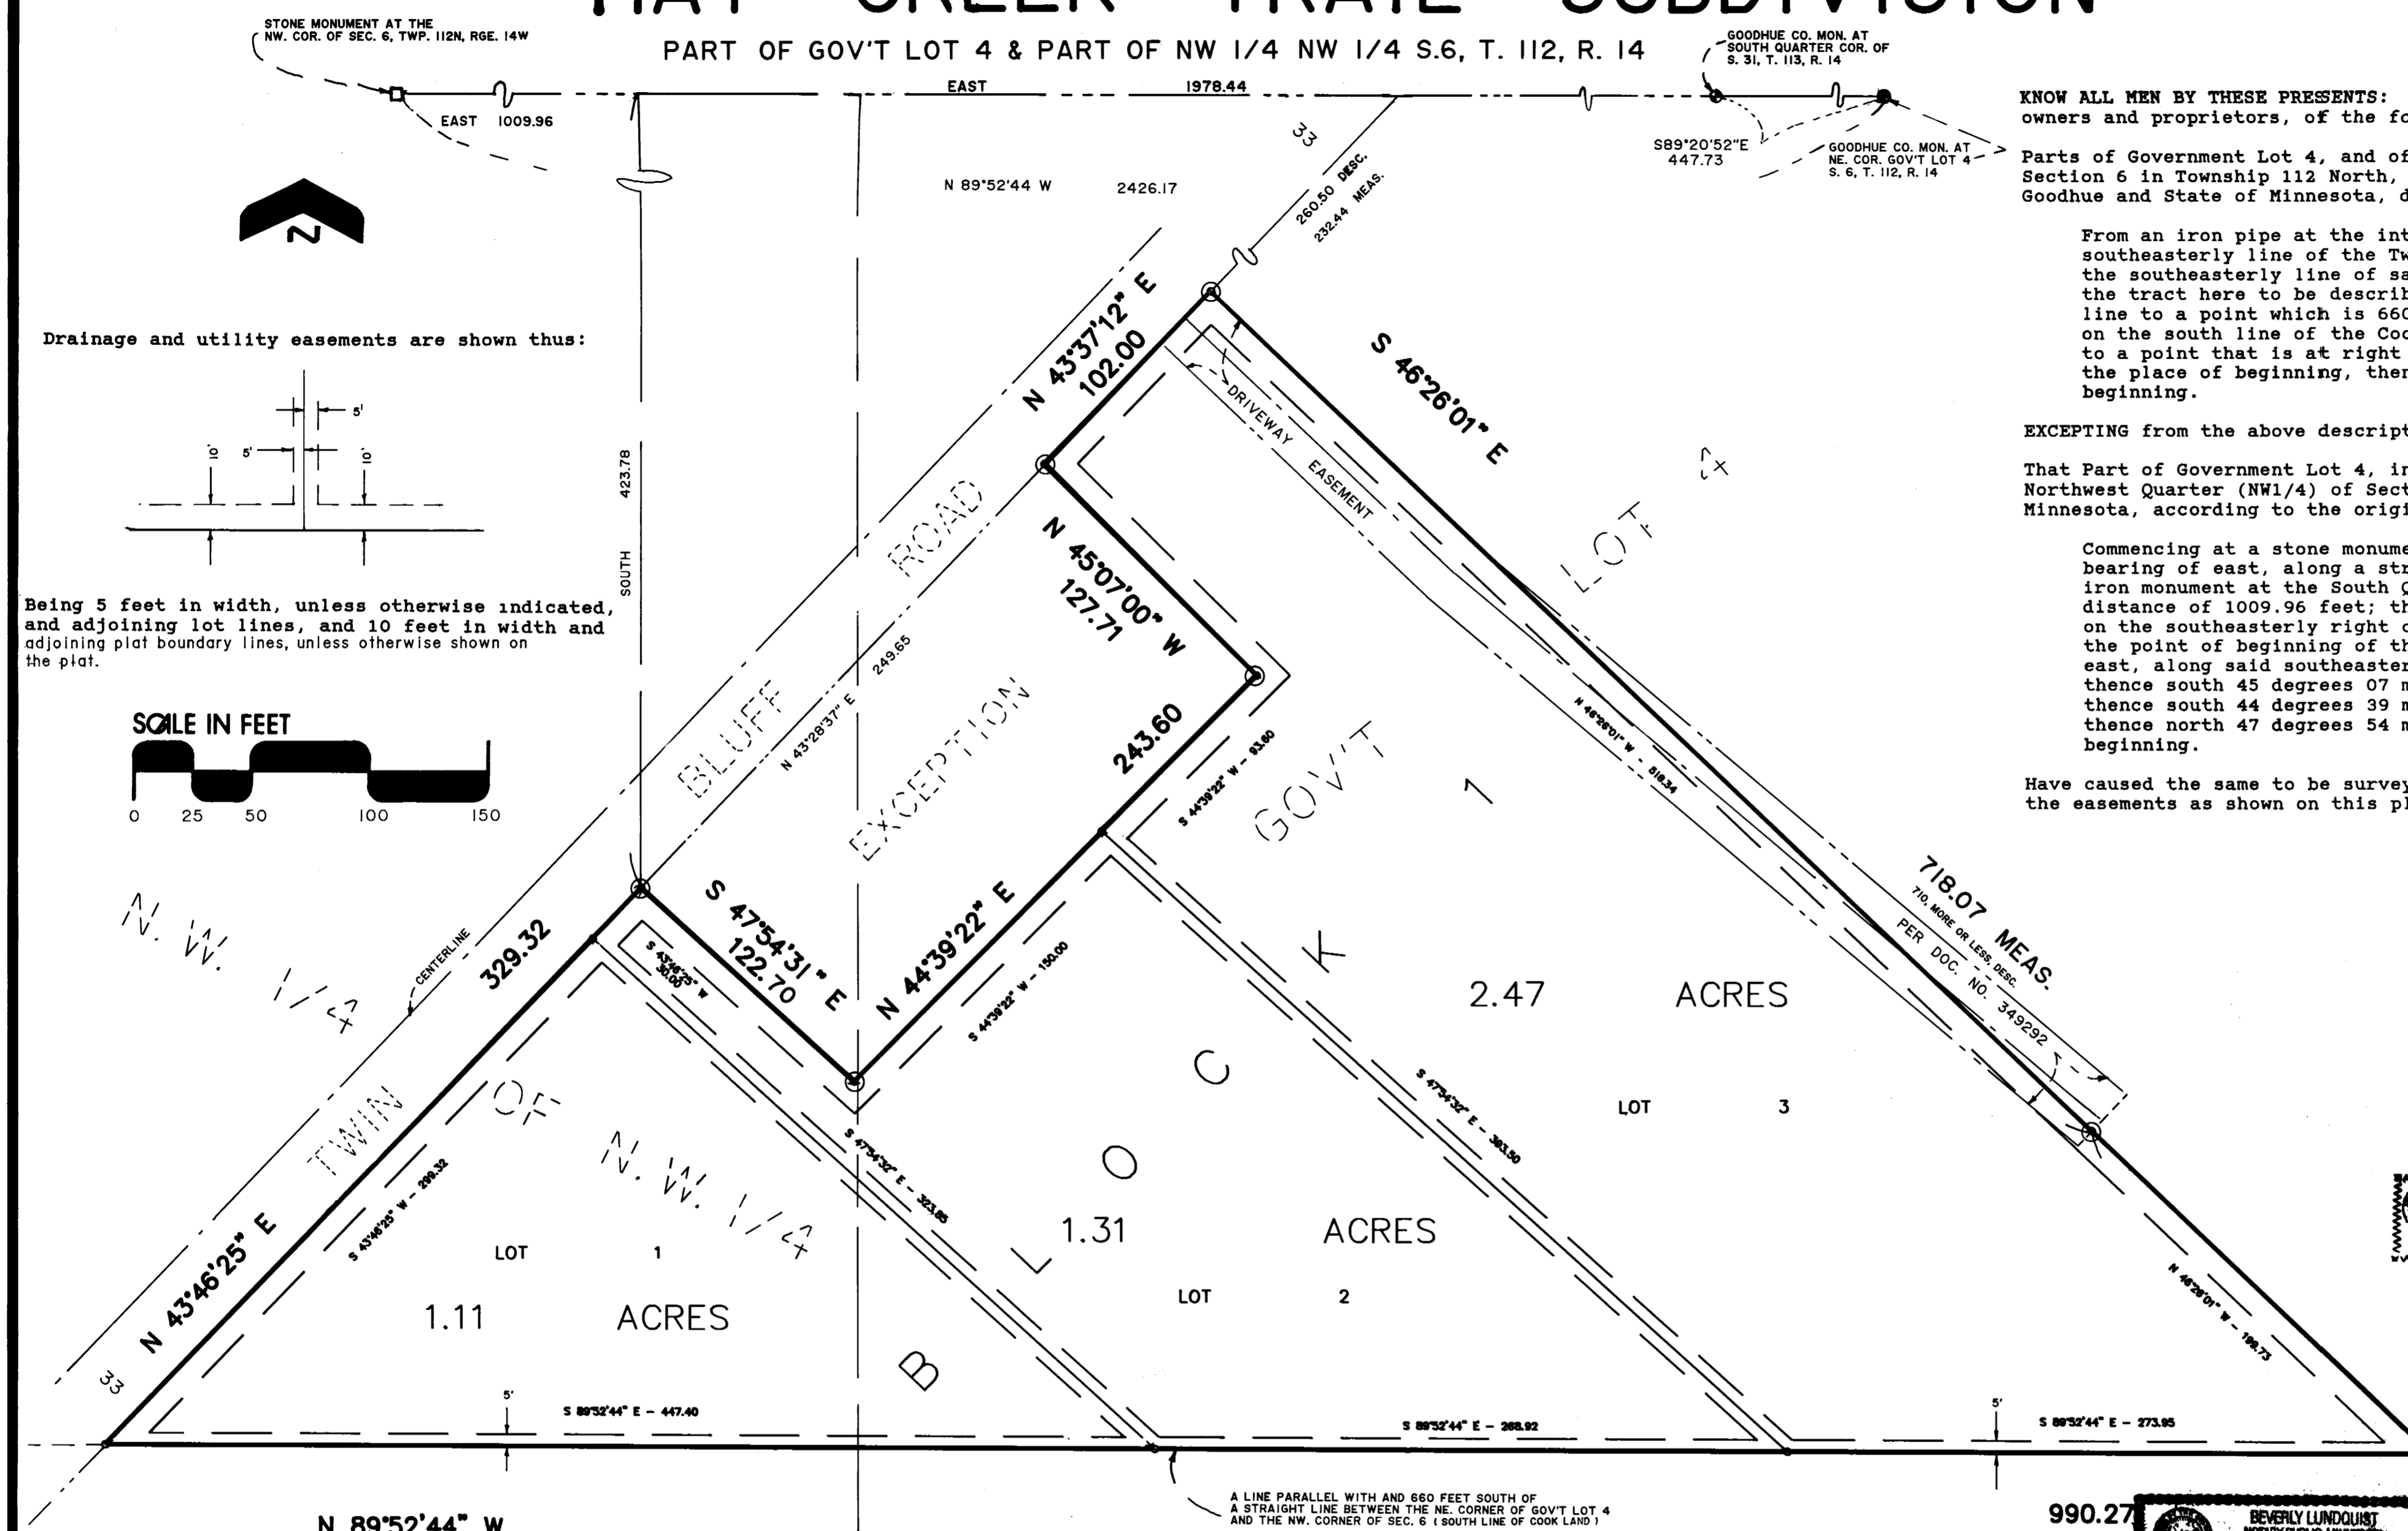 CREEK TRAIL SUBDIVISION
PART OF GOV'T LOT 4 & PART OF NW 1/4 NW 1/4 S.6, T. 112, R. 14
STONE MONUMENT AT THE
NW. COR. OF SEC. 6, TWP. 112N, RGE. 14W
EAST 1009.96
EAST 1978.44
GOODHUE CO. MON. AT
SOUTH QUARTER COR. OF
S. 31, T. 113, R. 14
S89°20'52"E
447.73
GOODHUE CO. MON. AT
NE. COR. GOV'T LOT 4
S. 6, T. 112, R. 14
N 89°52'44 W 2426.17
33
260.50 DESC.
232.44 MEAS.
N
Drainage and utility easements are shown thus:
5'
5'
10'
10'
Being 5 feet in width, unless otherwise indicated,
and adjoining lot lines, and 10 feet in width and
adjoining plat boundary lines, unless otherwise shown on
the plat.
SCALE IN FEET
0 25 50 100 150
SOUTH 423.78
N 43°37'12" E
102.00
S 46°26'01" E
DRIVEWAY EASEMENT
LOT 4
N 45°07'00" W
127.71
TWIN BLUFF ROAD
N 43°28'37" E 249.65
EXCEPTION
243.60
N 44°39'22" E
S 44°39'22" W - 93.60
S 44°39'22" W - 150.00
GOV'T
N 46°26'01" W - 518.34
718.07 MEAS.
710, MORE OR LESS, DESC.
PER DOC. NO. 349292
S 47°54'31" E
122.70
S 43°46'25" W
30.00
329.32
CENTERLINE
N. W. 1/4
OF N. W. 1/4
N 43°46'25" E
S 43°46'25" W - 299.32
33
S 47°54'32" E - 323.85
S 47°54'32" E - 393.50
BLOCK 1
2.47 ACRES
LOT 3
1.31 ACRES
LOT 2
LOT 1
1.11 ACRES
N 46°26'01" W - 199.73
5'
S 89°52'44" E - 447.40
S 89°52'44" E - 268.92
5'
S 89°52'44" E - 273.95
N 89°52'44" W
990.27
A LINE PARALLEL WITH AND 660 FEET SOUTH OF
A STRAIGHT LINE BETWEEN THE NE. CORNER OF GOV'T LOT 4
AND THE NW. CORNER OF SEC. 6 ( SOUTH LINE OF COOK LAND )
BEVERLY LUNDQUIST
KNOW ALL MEN BY THESE PRESENTS:
owners and proprietors, of the fo
Parts of Government Lot 4, and of
Section 6 in Township 112 North,
Goodhue and State of Minnesota, d
From an iron pipe at the int
southeasterly line of the Tw
the southeasterly line of sa
the tract here to be describ
line to a point which is 660
on the south line of the Coo
to a point that is at right
the place of beginning, then
beginning.
EXCEPTING from the above descript
That Part of Government Lot 4, in
Northwest Quarter (NW1/4) of Sect
Minnesota, according to the origi
Commencing at a stone monume
bearing of east, along a str
iron monument at the South Q
distance of 1009.96 feet; th
on the southeasterly right o
the point of beginning of th
east, along said southeaster
thence south 45 degrees 07 m
thence south 44 degrees 39 m
thence north 47 degrees 54 m
beginning.
Have caused the same to be survey
the easements as shown on this pl